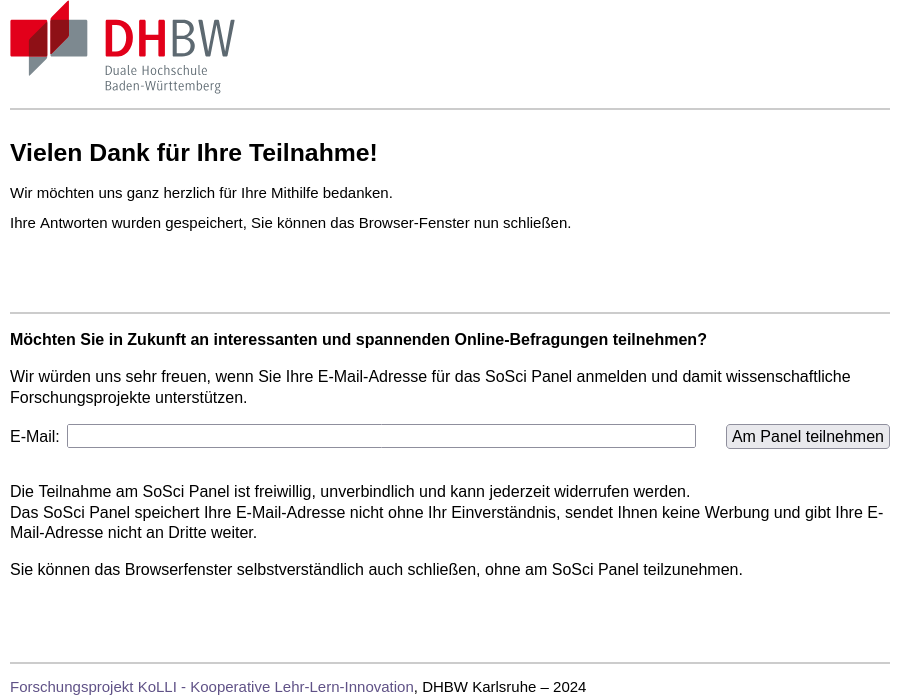 DHBW
Duale Hochschule
Baden-Württemberg
Vielen Dank für Ihre Teilnahme!
Wir möchten uns ganz herzlich für Ihre Mithilfe bedanken.
Ihre Antworten wurden gespeichert, Sie können das Browser-Fenster nun schließen.
Möchten Sie in Zukunft an interessanten und spannenden Online-Befragungen teilnehmen?
Wir würden uns sehr freuen, wenn Sie Ihre E-Mail-Adresse für das SoSci Panel anmelden und damit wissenschaftliche
Forschungsprojekte unterstützen.
E-Mail: Am Panel teilnehmen
Die Teilnahme am SoSci Panel ist freiwillig, unverbindlich und kann jederzeit widerrufen werden.
Das SoSci Panel speichert Ihre E-Mail-Adresse nicht ohne Ihr Einverständnis, sendet Ihnen keine Werbung und gibt Ihre E-
Mail-Adresse nicht an Dritte weiter.
Sie können das Browserfenster selbstverständlich auch schließen, ohne am SoSci Panel teilzunehmen.
Forschungsprojekt KoLLI - Kooperative Lehr-Lern-Innovation, DHBW Karlsruhe – 2024